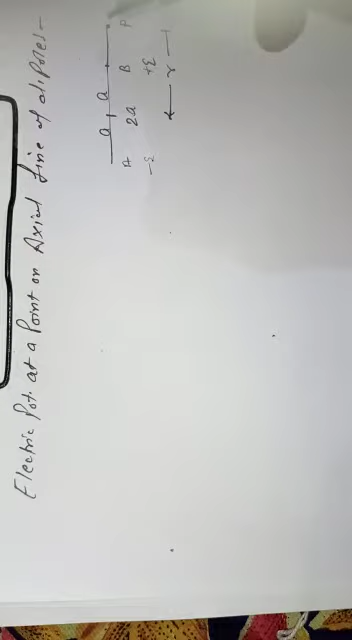 Electric Pot. at a Point on Axial Line of dipoles-
a a
A 2a B P
-q +q
r